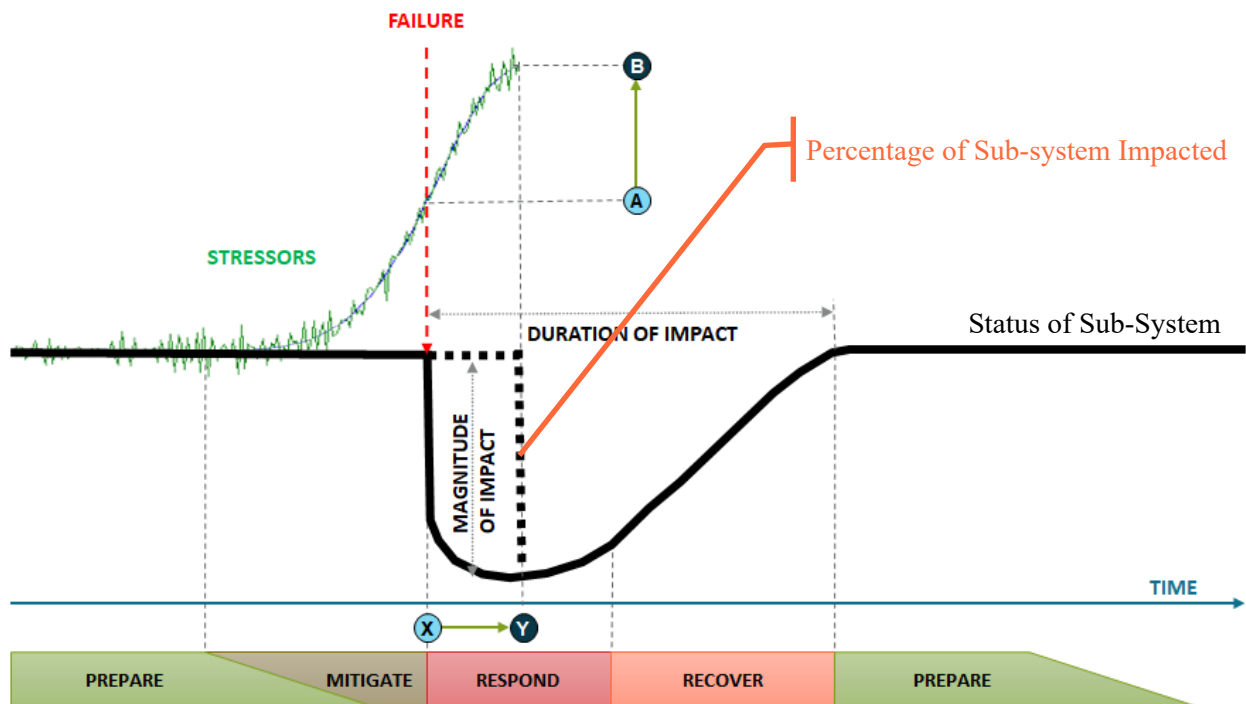 FAILURE
B
Percentage of Sub-system Impacted
A
STRESSORS
DURATION OF IMPACT
Status of Sub-System
MAGNITUDE
OF IMPACT
TIME
X
Y
PREPARE
MITIGATE
RESPOND
RECOVER
PREPARE